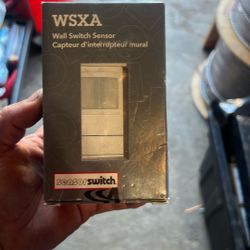 WSXA
Wall Switch Sensor
Capteur d'interrupteur mural
sensorswitch